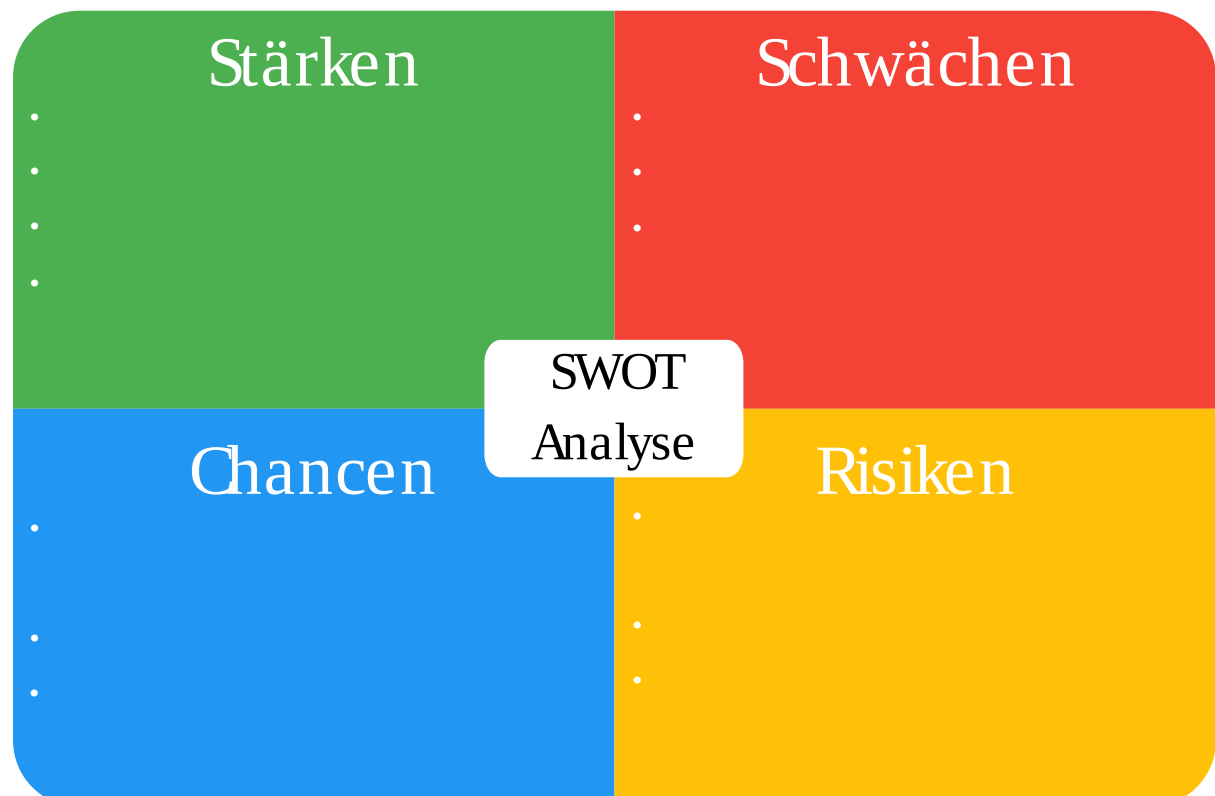 Stärken
•
•
•
•
Schwächen
•
•
•
SWOT
Analyse
Chancen
•
•
•
Risiken
•
•
•